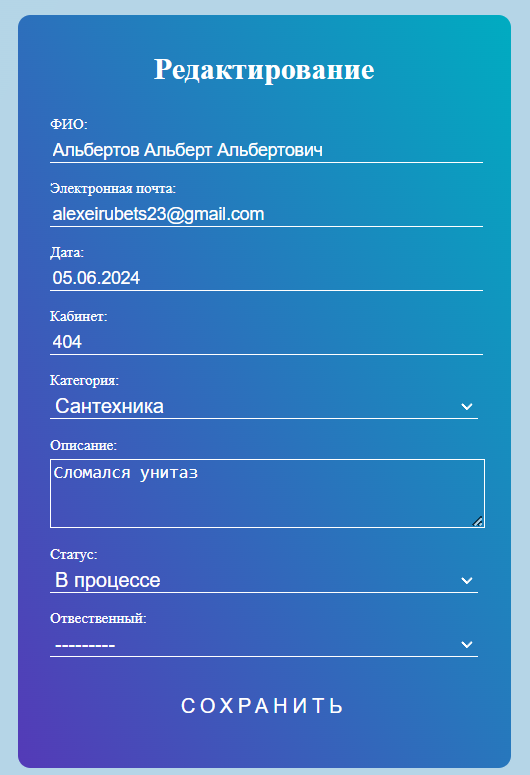 Редактирование
ФИО:
Альбертов Альберт Альбертович
Электронная почта:
alexeirubets23@gmail.com
Дата:
05.06.2024
Кабинет:
404
Категория:
Сантехника
Описание:
Сломался унитаз
Статус:
В процессе
Отвественный:
---------
СОХРАНИТЬ